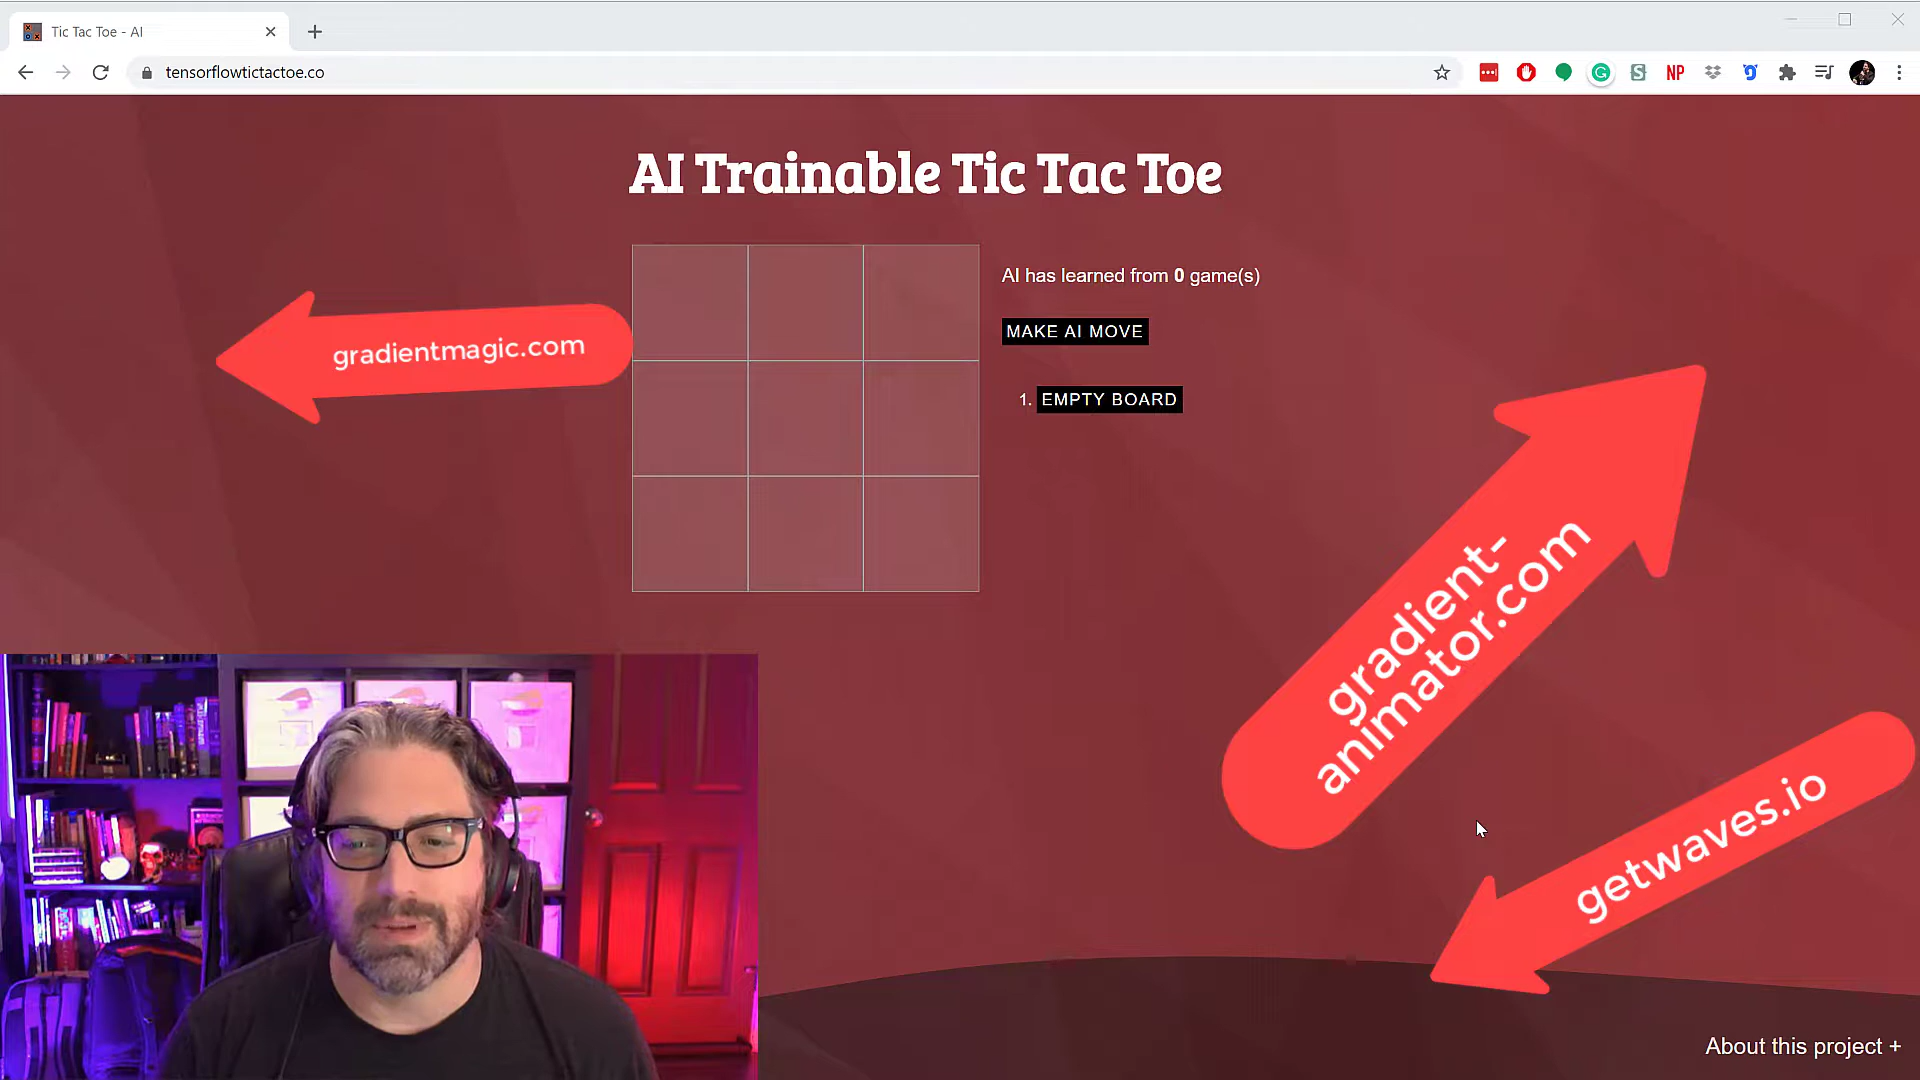 Tic Tac Toe - AI
tensorflowtictactoe.co
NP
AI Trainable Tic Tac Toe
AI has learned from 0 game(s)
MAKE AI MOVE
1. EMPTY BOARD
gradientmagic.com
gradient-
animator.com
getwaves.io
About this project +